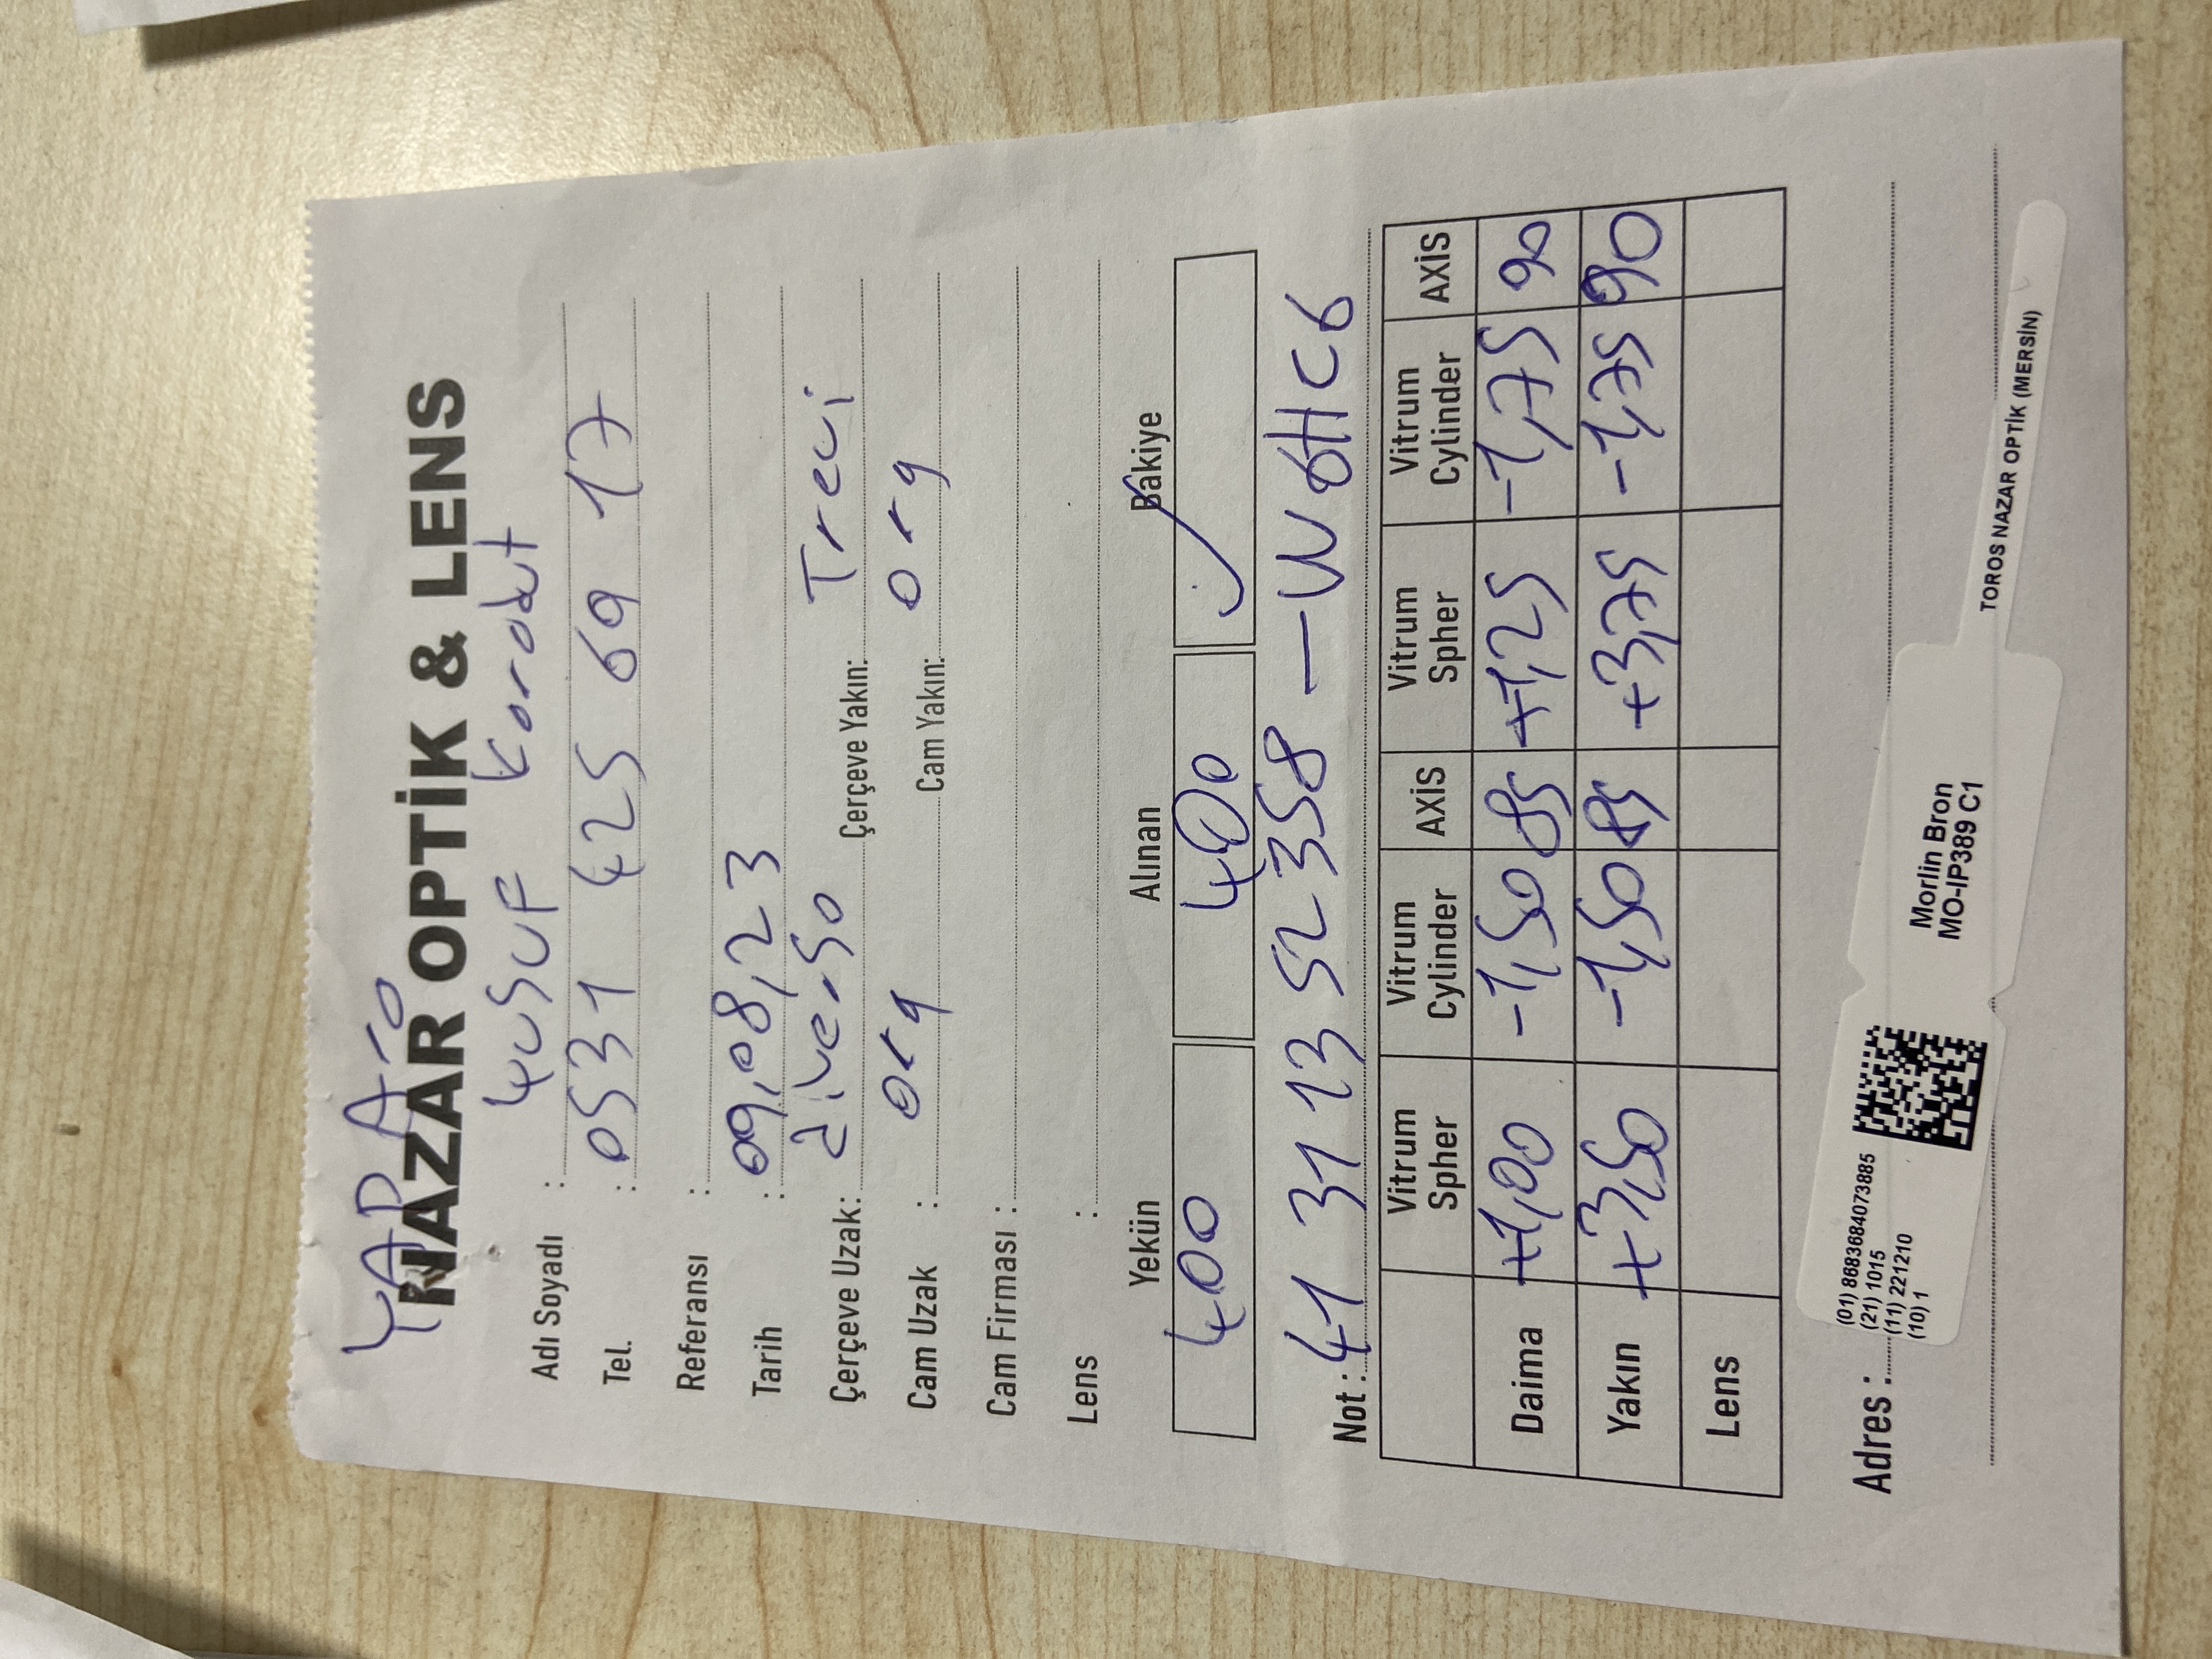 NAZAR OPTİK & LENS
Adı Soyadı : Yusuf Karabut
Tel. : 0531 425 69 17
Referansı :
Tarih : 09,08,23
Çerçeve Uzak: diverso Çerçeve Yakın: Trevi
Cam Uzak : org Cam Yakın: org
Cam Firması :
Lens :
Yekün Alınan Bakiye
400 400 ✓
Not : 41 31 13 52 358 — W6HC6
Vitrum Spher Vitrum Cylinder AXİS Vitrum Spher Vitrum Cylinder AXİS
Daima +1,00 -1,50 85 +1,25 -1,75 90
Yakın +3,50 -1,50 85 +3,75 -1,75 90
Lens
Adres :
(01) 8683684073885
(21) 1015
(11) 221210
(10) 1
Morlin Bron
MO-IP389 C1
TOROS NAZAR OPTİK (MERSİN)